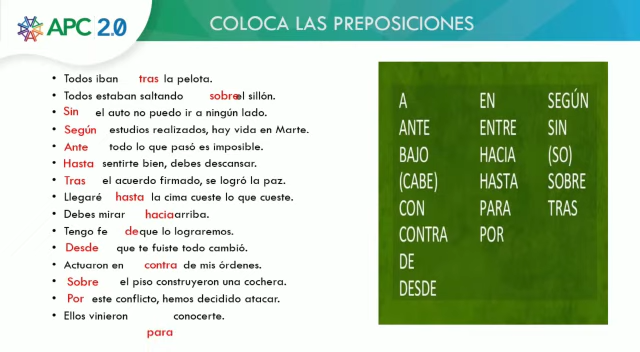 APC 2.0
COLOCA LAS PREPOSICIONES
• Todos iban tras la pelota.
• Todos estaban saltando sobre el sillón.
• Sin el auto no puedo ir a ningún lado.
• Según estudios realizados, hay vida en Marte.
• Ante todo lo que pasó es imposible.
• Hasta sentirte bien, debes descansar.
• Tras el acuerdo firmado, se logró la paz.
• Llegaré hasta la cima cueste lo que cueste.
• Debes mirar hacia arriba.
• Tengo fe de que lo lograremos.
• Desde que te fuiste todo cambió.
• Actuaron en contra de mis órdenes.
• Sobre el piso construyeron una cochera.
• Por este conflicto, hemos decidido atacar.
• Ellos vinieron conocerte.
para
A EN SEGÚN
ANTE ENTRE SIN
BAJO HACIA (SO)
(CABE) HASTA SOBRE
CON PARA TRAS
CONTRA POR
DE
DESDE